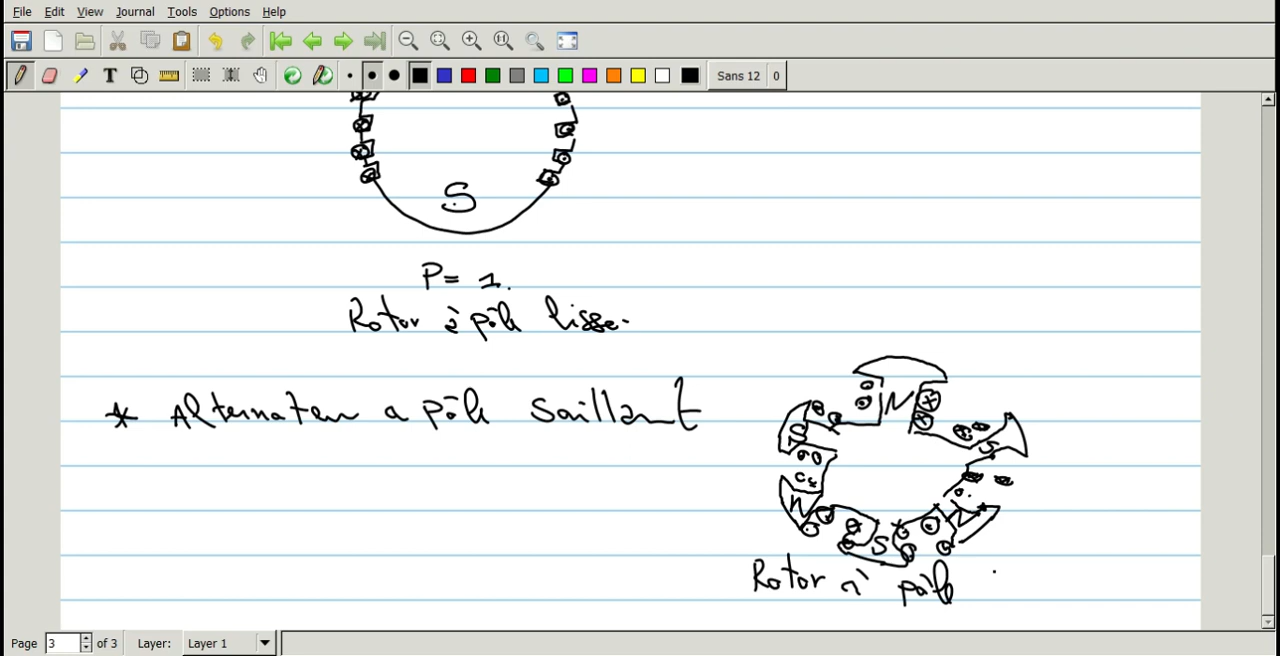 File Edit View Journal Tools Options Help
Sans 12 0
S
P= 1.
Rotor à pôle lisse.
* Alternateu a pôle Saillant
N
S
S
N
N
S
Rotor à pôle
Page 3 of 3 Layer: Layer 1